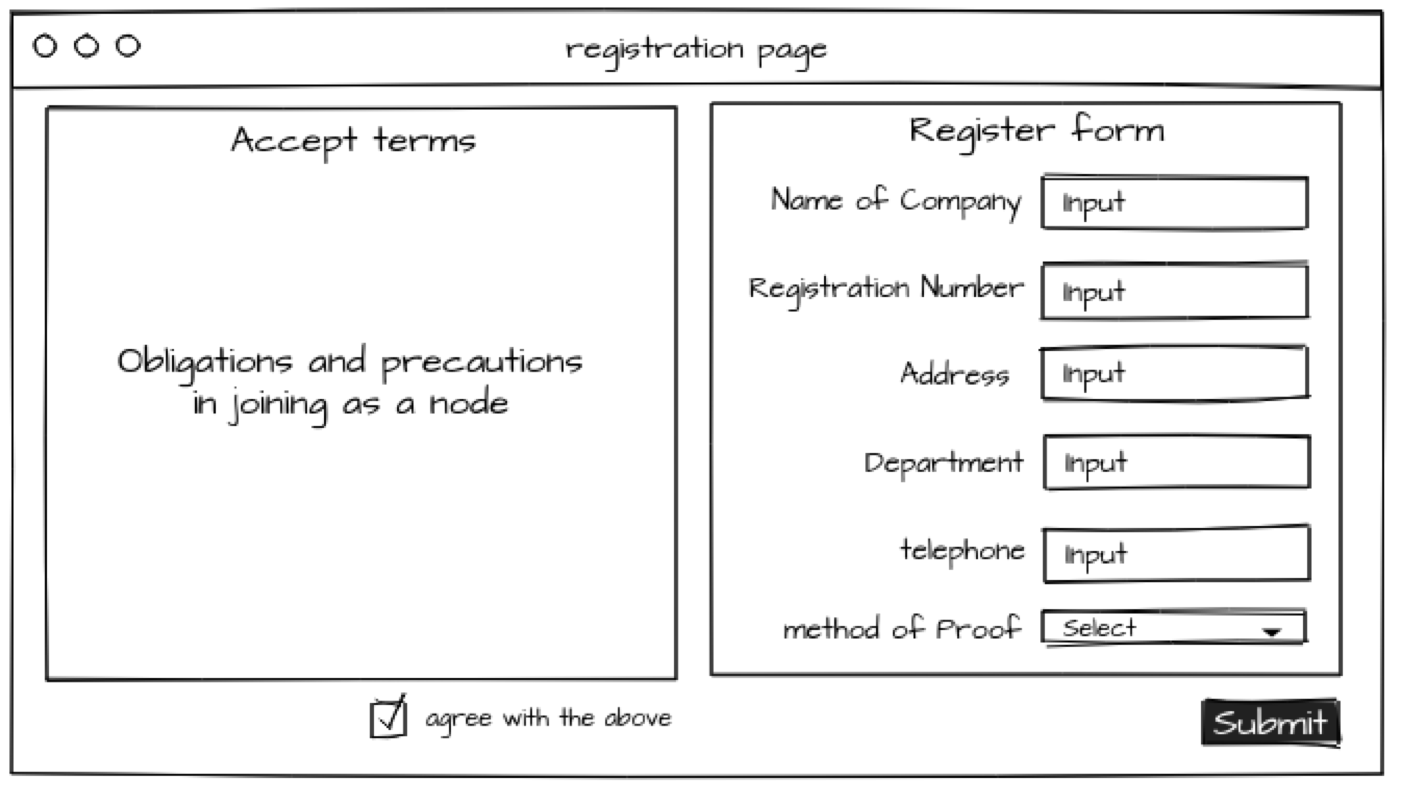 registration page
Accept terms
Obligations and precautions
in joining as a node
agree with the above
Register form
Name of Company Input
Registration Number Input
Address Input
Department Input
telephone Input
method of Proof Select
Submit